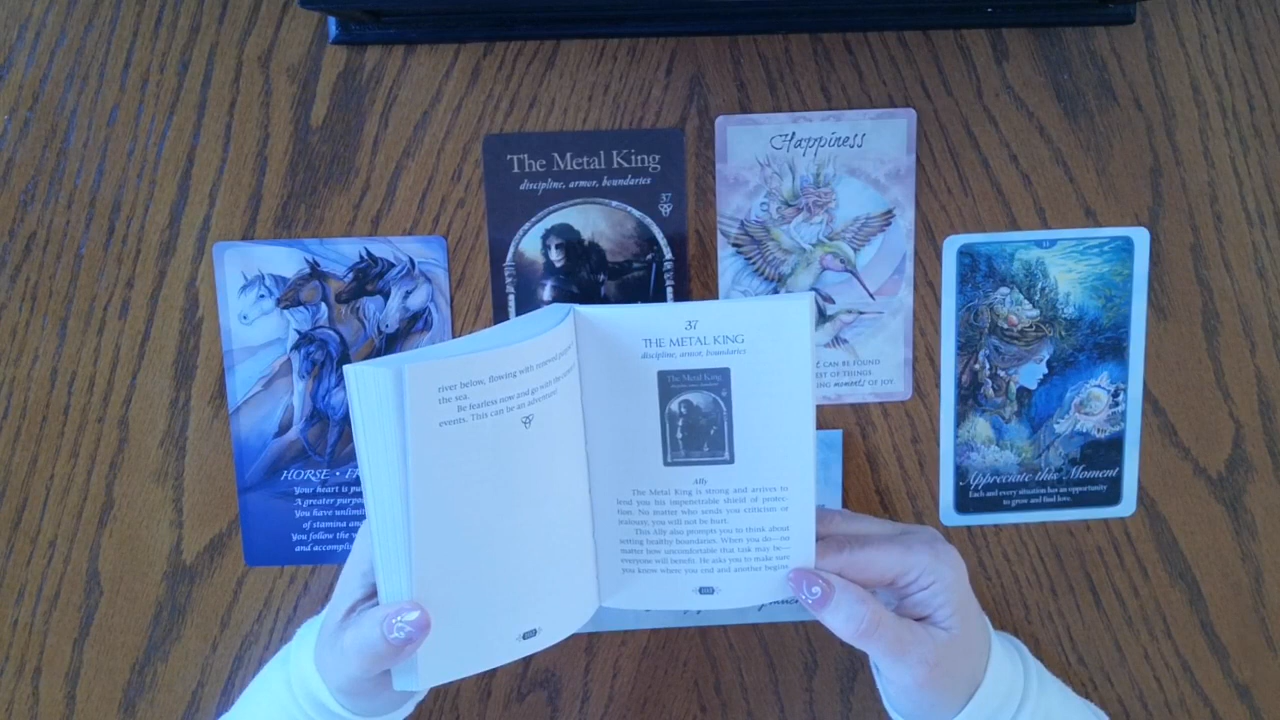 The Metal King
discipline, armor, boundaries
37
Happiness
CAN BE FOUND
EST OF THINGS.
ING moments OF JOY.
HORSE • FR
Your heart is pu
A greater purpo
You have unlimit
of stamina and
You follow the w
and accomplis
Appreciate this Moment
Each and every situation has an opportunity
to grow and find love.
river below, flowing with renewed
the sea.
Be fearless now and go with the
events. This can be an adventure!
102
37
THE METAL KING
discipline, armor, boundaries
The Metal King
Ally
The Metal King is strong and arrives to
lend you his impenetrable shield of protec-
tion. No matter who sends you criticism or
jealousy, you will not be hurt.
This Ally also prompts you to think about
setting healthy boundaries. When you do—no
matter how uncomfortable that task may be—
everyone will benefit. He asks you to make sure
you know where you end and another begins
103